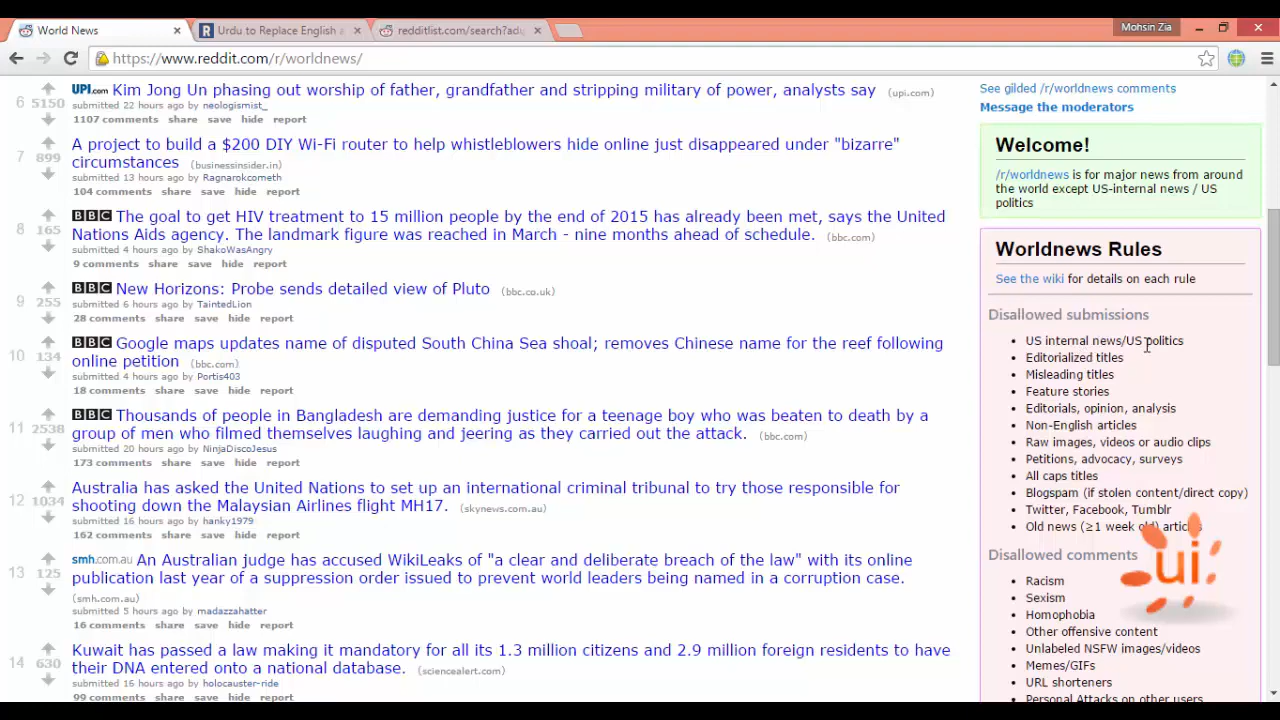 World News
Urdu to Replace English a
redditlist.com/search?adu
Mohsin Zia
https://www.reddit.com/r/worldnews/
6 5150 UPI.com Kim Jong Un phasing out worship of father, grandfather and stripping military of power, analysts say (upi.com)
submitted 22 hours ago by neologismist_
1107 comments share save hide report
7 899 A project to build a $200 DIY Wi-Fi router to help whistleblowers hide online just disappeared under "bizarre"
circumstances (businessinsider.in)
submitted 13 hours ago by Ragnarokcometh
104 comments share save hide report
8 165 BBC The goal to get HIV treatment to 15 million people by the end of 2015 has already been met, says the United
Nations Aids agency. The landmark figure was reached in March - nine months ahead of schedule. (bbc.com)
submitted 4 hours ago by ShakoWasAngry
9 comments share save hide report
9 255 BBC New Horizons: Probe sends detailed view of Pluto (bbc.co.uk)
submitted 6 hours ago by TaintedLion
28 comments share save hide report
10 134 BBC Google maps updates name of disputed South China Sea shoal; removes Chinese name for the reef following
online petition (bbc.com)
submitted 4 hours ago by Portis403
18 comments share save hide report
11 2538 BBC Thousands of people in Bangladesh are demanding justice for a teenage boy who was beaten to death by a
group of men who filmed themselves laughing and jeering as they carried out the attack. (bbc.com)
submitted 20 hours ago by NinjaDiscoJesus
173 comments share save hide report
12 1034 Australia has asked the United Nations to set up an international criminal tribunal to try those responsible for
shooting down the Malaysian Airlines flight MH17. (skynews.com.au)
submitted 16 hours ago by hanky1979
162 comments share save hide report
13 125 smh.com.au An Australian judge has accused WikiLeaks of "a clear and deliberate breach of the law" with its online
publication last year of a suppression order issued to prevent world leaders being named in a corruption case.
(smh.com.au)
submitted 5 hours ago by madazzahatter
16 comments share save hide report
14 630 Kuwait has passed a law making it mandatory for all its 1.3 million citizens and 2.9 million foreign residents to have
their DNA entered onto a national database. (sciencealert.com)
submitted 16 hours ago by holocauster-ride
99 comments share save hide report
See gilded /r/worldnews comments
Message the moderators
Welcome!
/r/worldnews is for major news from around
the world except US-internal news / US
politics
Worldnews Rules
See the wiki for details on each rule
Disallowed submissions
US internal news/US politics
Editorialized titles
Misleading titles
Feature stories
Editorials, opinion, analysis
Non-English articles
Raw images, videos or audio clips
Petitions, advocacy, surveys
All caps titles
Blogspam (if stolen content/direct copy)
Twitter, Facebook, Tumblr
Old news (≥1 week old) articles
Disallowed comments
Racism
Sexism
Homophobia
Other offensive content
Unlabeled NSFW images/videos
Memes/GIFs
URL shorteners
Personal Attacks on other users
ui